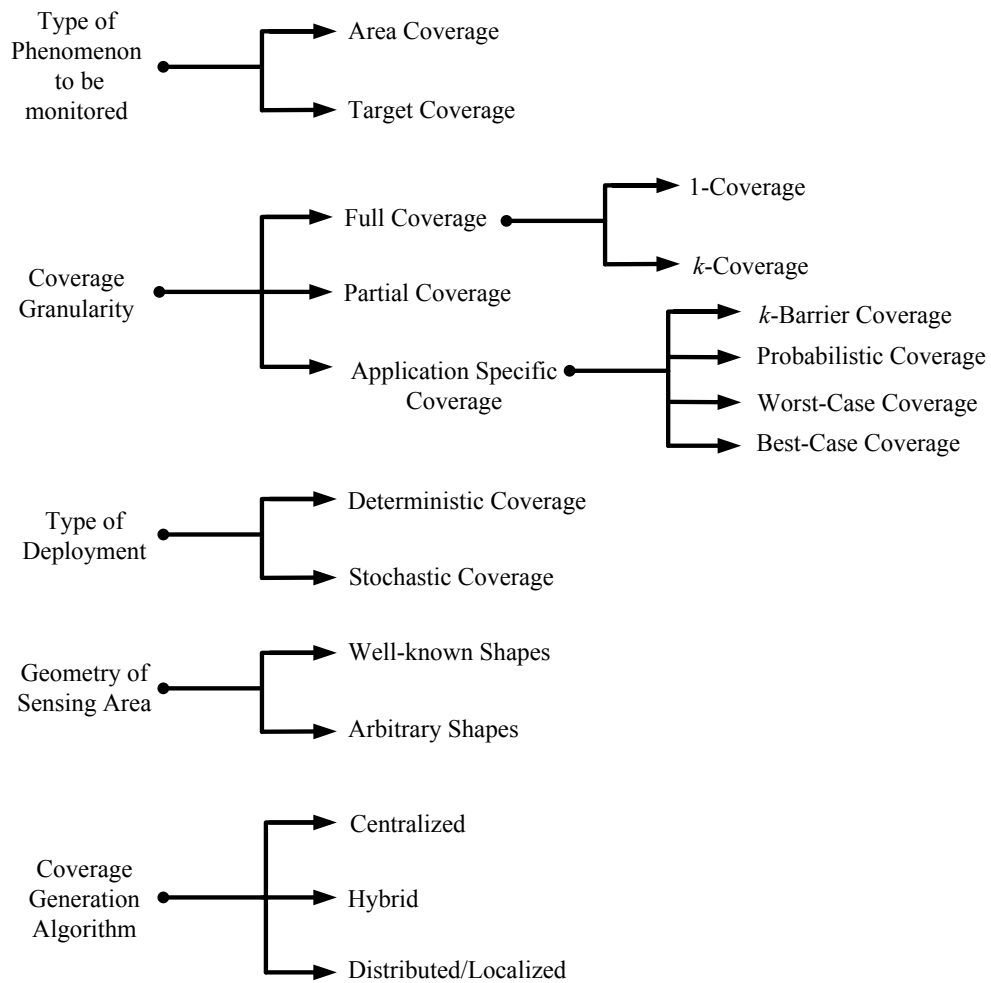 Type of
Phenomenon
to be
monitored
Area Coverage
Target Coverage
Coverage
Granularity
Full Coverage
1-Coverage
k-Coverage
Partial Coverage
Application Specific
Coverage
k-Barrier Coverage
Probabilistic Coverage
Worst-Case Coverage
Best-Case Coverage
Type of
Deployment
Deterministic Coverage
Stochastic Coverage
Geometry of
Sensing Area
Well-known Shapes
Arbitrary Shapes
Coverage
Generation
Algorithm
Centralized
Hybrid
Distributed/Localized